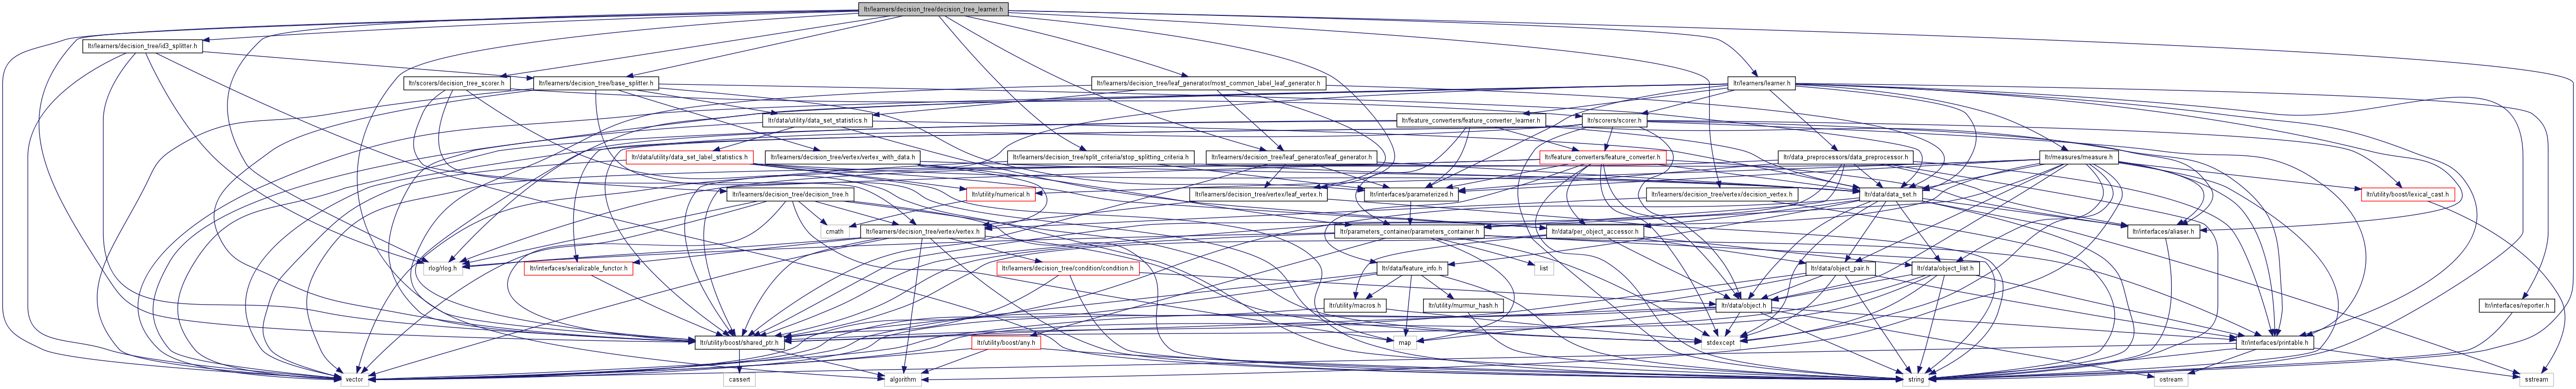 ltr/learners/decision_tree/decision_tree_learner.h
ltr/learners/decision_tree/id3_splitter.h
ltr/scorers/decision_tree_scorer.h
ltr/learners/decision_tree/base_splitter.h
ltr/learners/decision_tree/leaf_generator/most_common_label_leaf_generator.h
ltr/learners/learner.h
ltr/data/utility/data_set_statistics.h
ltr/feature_converters/feature_converter_learner.h
ltr/scorers/scorer.h
ltr/data/utility/data_set_label_statistics.h
ltr/learners/decision_tree/vertex/vertex_with_data.h
ltr/learners/decision_tree/split_criteria/stop_splitting_criteria.h
ltr/learners/decision_tree/leaf_generator/leaf_generator.h
ltr/feature_converters/feature_converter.h
ltr/data_preprocessors/data_preprocessor.h
ltr/measures/measure.h
ltr/learners/decision_tree/decision_tree.h
ltr/utility/numerical.h
ltr/learners/decision_tree/vertex/leaf_vertex.h
ltr/interfaces/parameterized.h
ltr/learners/decision_tree/vertex/decision_vertex.h
ltr/data/data_set.h
ltr/utility/boost/lexical_cast.h
cmath
ltr/learners/decision_tree/vertex/vertex.h
ltr/parameters_container/parameters_container.h
ltr/data/per_object_accessor.h
ltr/interfaces/aliaser.h
rlog/rlog.h
ltr/interfaces/serializable_functor.h
ltr/learners/decision_tree/condition/condition.h
list
ltr/data/feature_info.h
ltr/data/object_pair.h
ltr/data/object_list.h
ltr/utility/macros.h
ltr/utility/murmur_hash.h
ltr/data/object.h
ltr/interfaces/reporter.h
ltr/utility/boost/shared_ptr.h
ltr/utility/boost/any.h
map
stdexcept
ltr/interfaces/printable.h
vector
cassert
algorithm
string
ostream
sstream